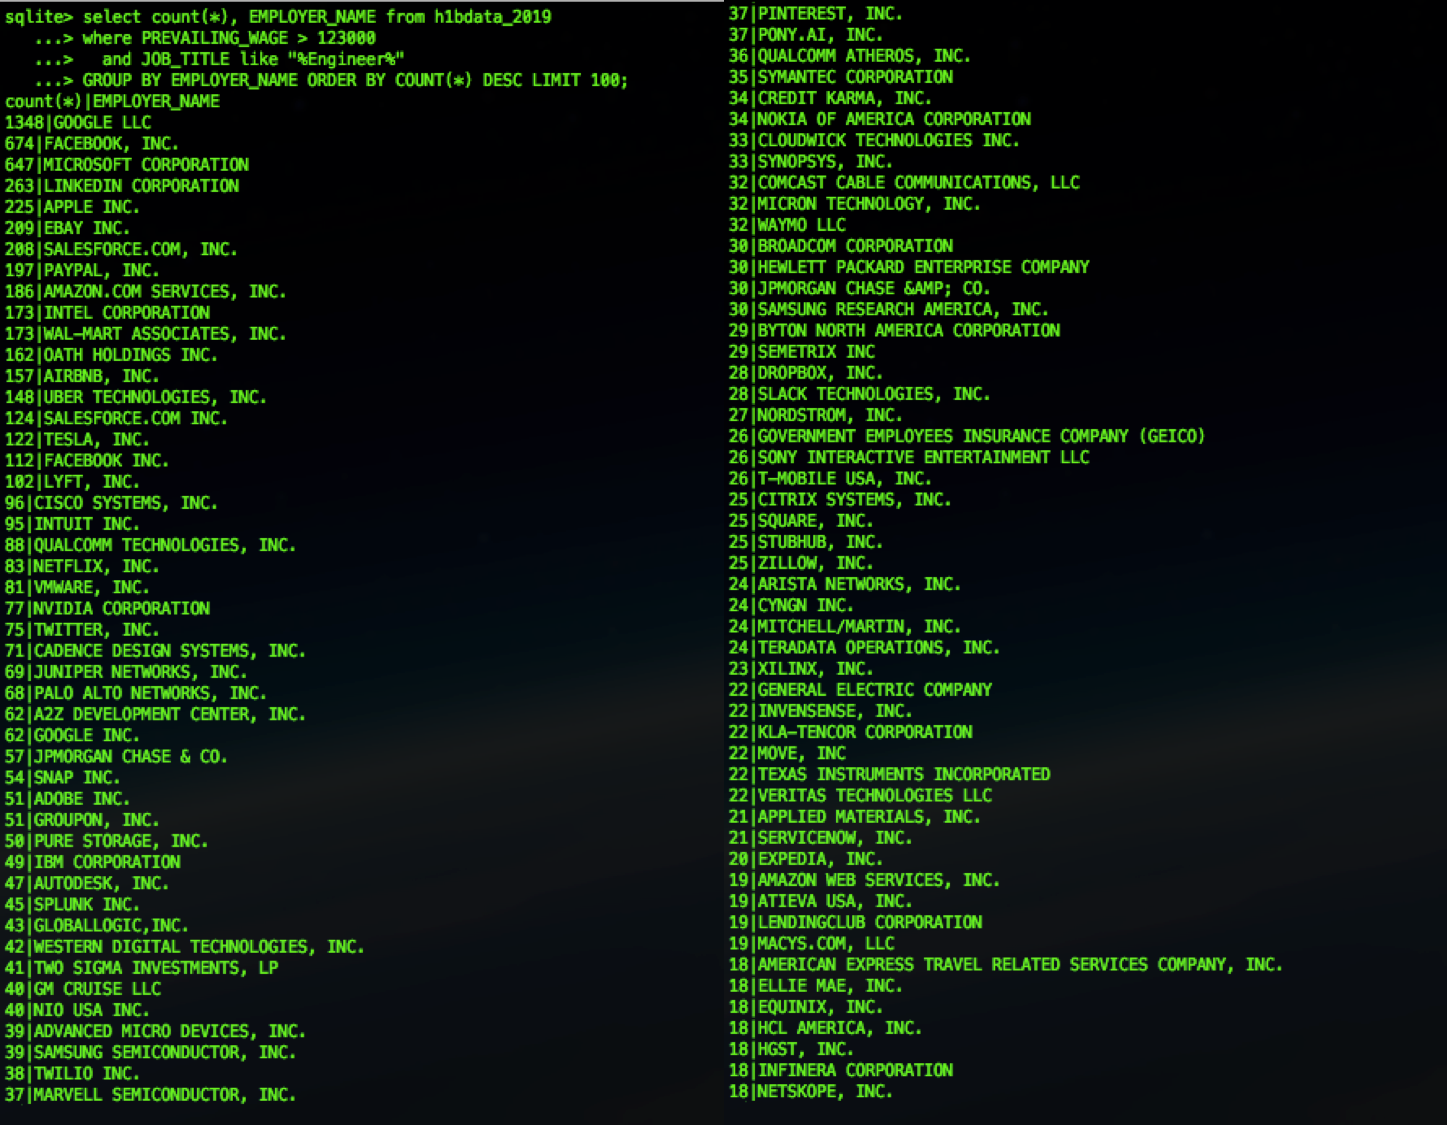 sqlite> select count(*), EMPLOYER_NAME from h1bdata_2019
...> where PREVAILING_WAGE > 123000
...> and JOB_TITLE like "%Engineer%"
...> GROUP BY EMPLOYER_NAME ORDER BY COUNT(*) DESC LIMIT 100;
count(*)|EMPLOYER_NAME
1348|GOOGLE LLC
674|FACEBOOK, INC.
647|MICROSOFT CORPORATION
263|LINKEDIN CORPORATION
225|APPLE INC.
209|EBAY INC.
208|SALESFORCE.COM, INC.
197|PAYPAL, INC.
186|AMAZON.COM SERVICES, INC.
173|INTEL CORPORATION
173|WAL-MART ASSOCIATES, INC.
162|OATH HOLDINGS INC.
157|AIRBNB, INC.
148|UBER TECHNOLOGIES, INC.
124|SALESFORCE.COM INC.
122|TESLA, INC.
112|FACEBOOK INC.
102|LYFT, INC.
96|CISCO SYSTEMS, INC.
95|INTUIT INC.
88|QUALCOMM TECHNOLOGIES, INC.
83|NETFLIX, INC.
81|VMWARE, INC.
77|NVIDIA CORPORATION
75|TWITTER, INC.
71|CADENCE DESIGN SYSTEMS, INC.
69|JUNIPER NETWORKS, INC.
68|PALO ALTO NETWORKS, INC.
62|A2Z DEVELOPMENT CENTER, INC.
62|GOOGLE INC.
57|JPMORGAN CHASE & CO.
54|SNAP INC.
51|ADOBE INC.
51|GROUPON, INC.
50|PURE STORAGE, INC.
49|IBM CORPORATION
47|AUTODESK, INC.
45|SPLUNK INC.
43|GLOBALLOGIC,INC.
42|WESTERN DIGITAL TECHNOLOGIES, INC.
41|TWO SIGMA INVESTMENTS, LP
40|GM CRUISE LLC
40|NIO USA INC.
39|ADVANCED MICRO DEVICES, INC.
39|SAMSUNG SEMICONDUCTOR, INC.
38|TWILIO INC.
37|MARVELL SEMICONDUCTOR, INC.
37|PINTEREST, INC.
37|PONY.AI, INC.
36|QUALCOMM ATHEROS, INC.
35|SYMANTEC CORPORATION
34|CREDIT KARMA, INC.
34|NOKIA OF AMERICA CORPORATION
33|CLOUDWICK TECHNOLOGIES INC.
33|SYNOPSYS, INC.
32|COMCAST CABLE COMMUNICATIONS, LLC
32|MICRON TECHNOLOGY, INC.
32|WAYMO LLC
30|BROADCOM CORPORATION
30|HEWLETT PACKARD ENTERPRISE COMPANY
30|JPMORGAN CHASE &AMP; CO.
30|SAMSUNG RESEARCH AMERICA, INC.
29|BYTON NORTH AMERICA CORPORATION
29|SEMETRIX INC
28|DROPBOX, INC.
28|SLACK TECHNOLOGIES, INC.
27|NORDSTROM, INC.
26|GOVERNMENT EMPLOYEES INSURANCE COMPANY (GEICO)
26|SONY INTERACTIVE ENTERTAINMENT LLC
26|T-MOBILE USA, INC.
25|CITRIX SYSTEMS, INC.
25|SQUARE, INC.
25|STUBHUB, INC.
25|ZILLOW, INC.
24|ARISTA NETWORKS, INC.
24|CYNGN INC.
24|MITCHELL/MARTIN, INC.
24|TERADATA OPERATIONS, INC.
23|XILINX, INC.
22|GENERAL ELECTRIC COMPANY
22|INVENSENSE, INC.
22|KLA-TENCOR CORPORATION
22|MOVE, INC
22|TEXAS INSTRUMENTS INCORPORATED
22|VERITAS TECHNOLOGIES LLC
21|APPLIED MATERIALS, INC.
21|SERVICENOW, INC.
20|EXPEDIA, INC.
19|AMAZON WEB SERVICES, INC.
19|ATIEVA USA, INC.
19|LENDINGCLUB CORPORATION
19|MACYS.COM, LLC
18|AMERICAN EXPRESS TRAVEL RELATED SERVICES COMPANY, INC.
18|ELLIE MAE, INC.
18|EQUINIX, INC.
18|HCL AMERICA, INC.
18|HGST, INC.
18|INFINERA CORPORATION
18|NETSKOPE, INC.